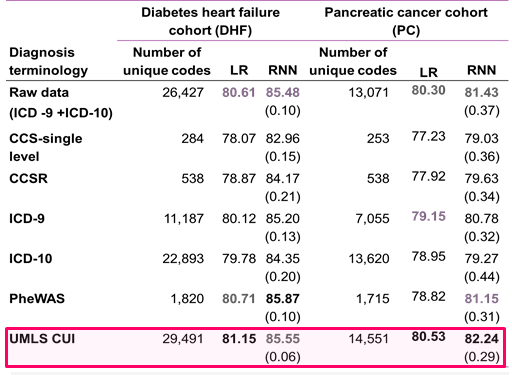 Diabetes heart failure cohort (DHF) Pancreatic cancer cohort (PC)
Diagnosis terminology Number of unique codes LR RNN Number of unique codes LR RNN
Raw data (ICD -9 +ICD-10) 26,427 80.61 85.48 (0.10) 13,071 80.30 81.43 (0.37)
CCS-single level 284 78.07 82.96 (0.15) 253 77.23 79.03 (0.36)
CCSR 538 78.87 84.17 (0.21) 538 77.92 79.63 (0.34)
ICD-9 11,187 80.12 85.20 (0.13) 7,055 79.15 80.78 (0.32)
ICD-10 22,893 79.78 84.35 (0.20) 13,620 78.95 79.27 (0.44)
PheWAS 1,820 80.71 85.87 (0.10) 1,715 78.82 81.15 (0.31)
UMLS CUI 29,491 81.15 85.55 (0.06) 14,551 80.53 82.24 (0.29)